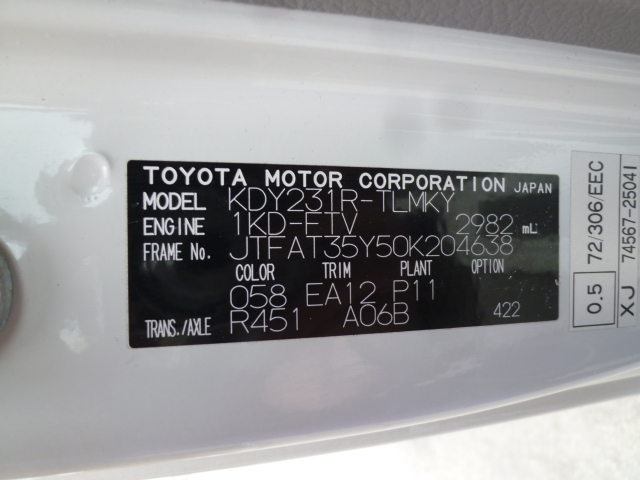 TOYOTA MOTOR CORPORATION JAPAN
MODEL KDY231R-TLMKY
ENGINE 1KD-FTV 2982 mL
FRAME No. JTFAT35Y50K204638
COLOR TRIM PLANT OPTION
058 EA12 P11
TRANS./AXLE R451 A06B 422
0.5 72/306/EEC
XJ 74567-25041